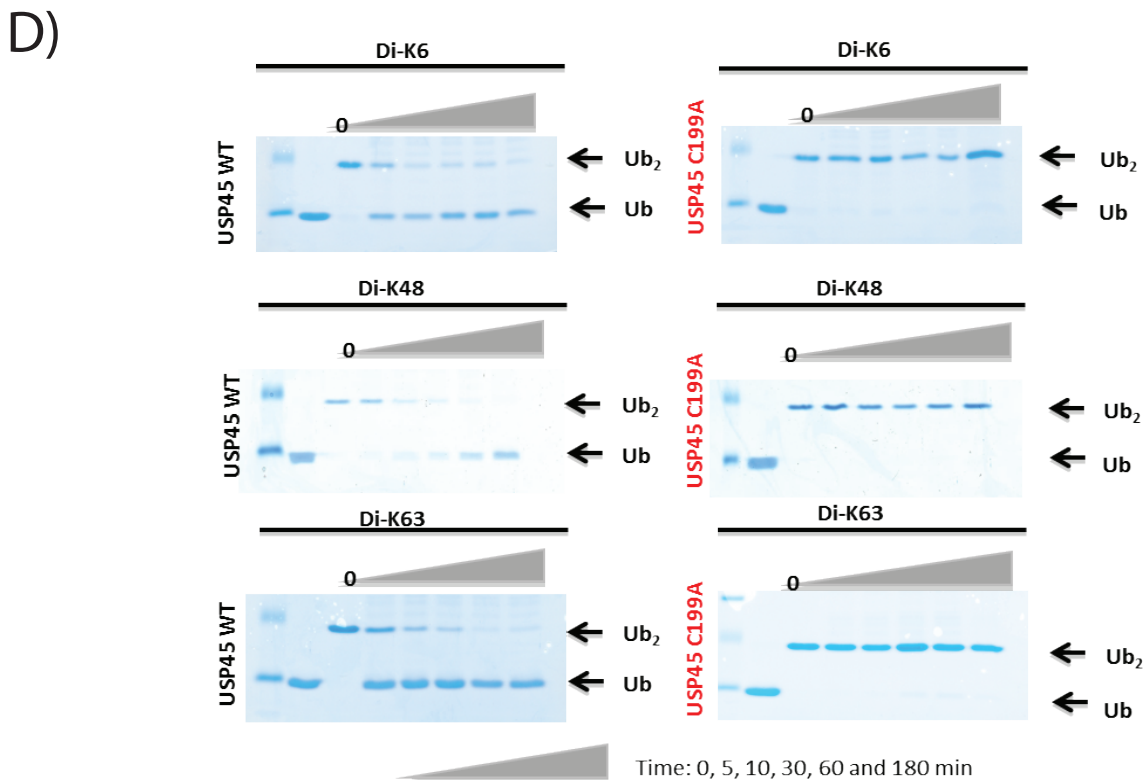 D)
Di-K6
0
USP45 WT
Ub2
Ub
Di-K6
0
USP45 C199A
Ub2
Ub
Di-K48
0
USP45 WT
Ub2
Ub
Di-K48
0
USP45 C199A
Ub2
Ub
Di-K63
0
USP45 WT
Ub2
Ub
Di-K63
0
USP45 C199A
Ub2
Ub
Time: 0, 5, 10, 30, 60 and 180 min